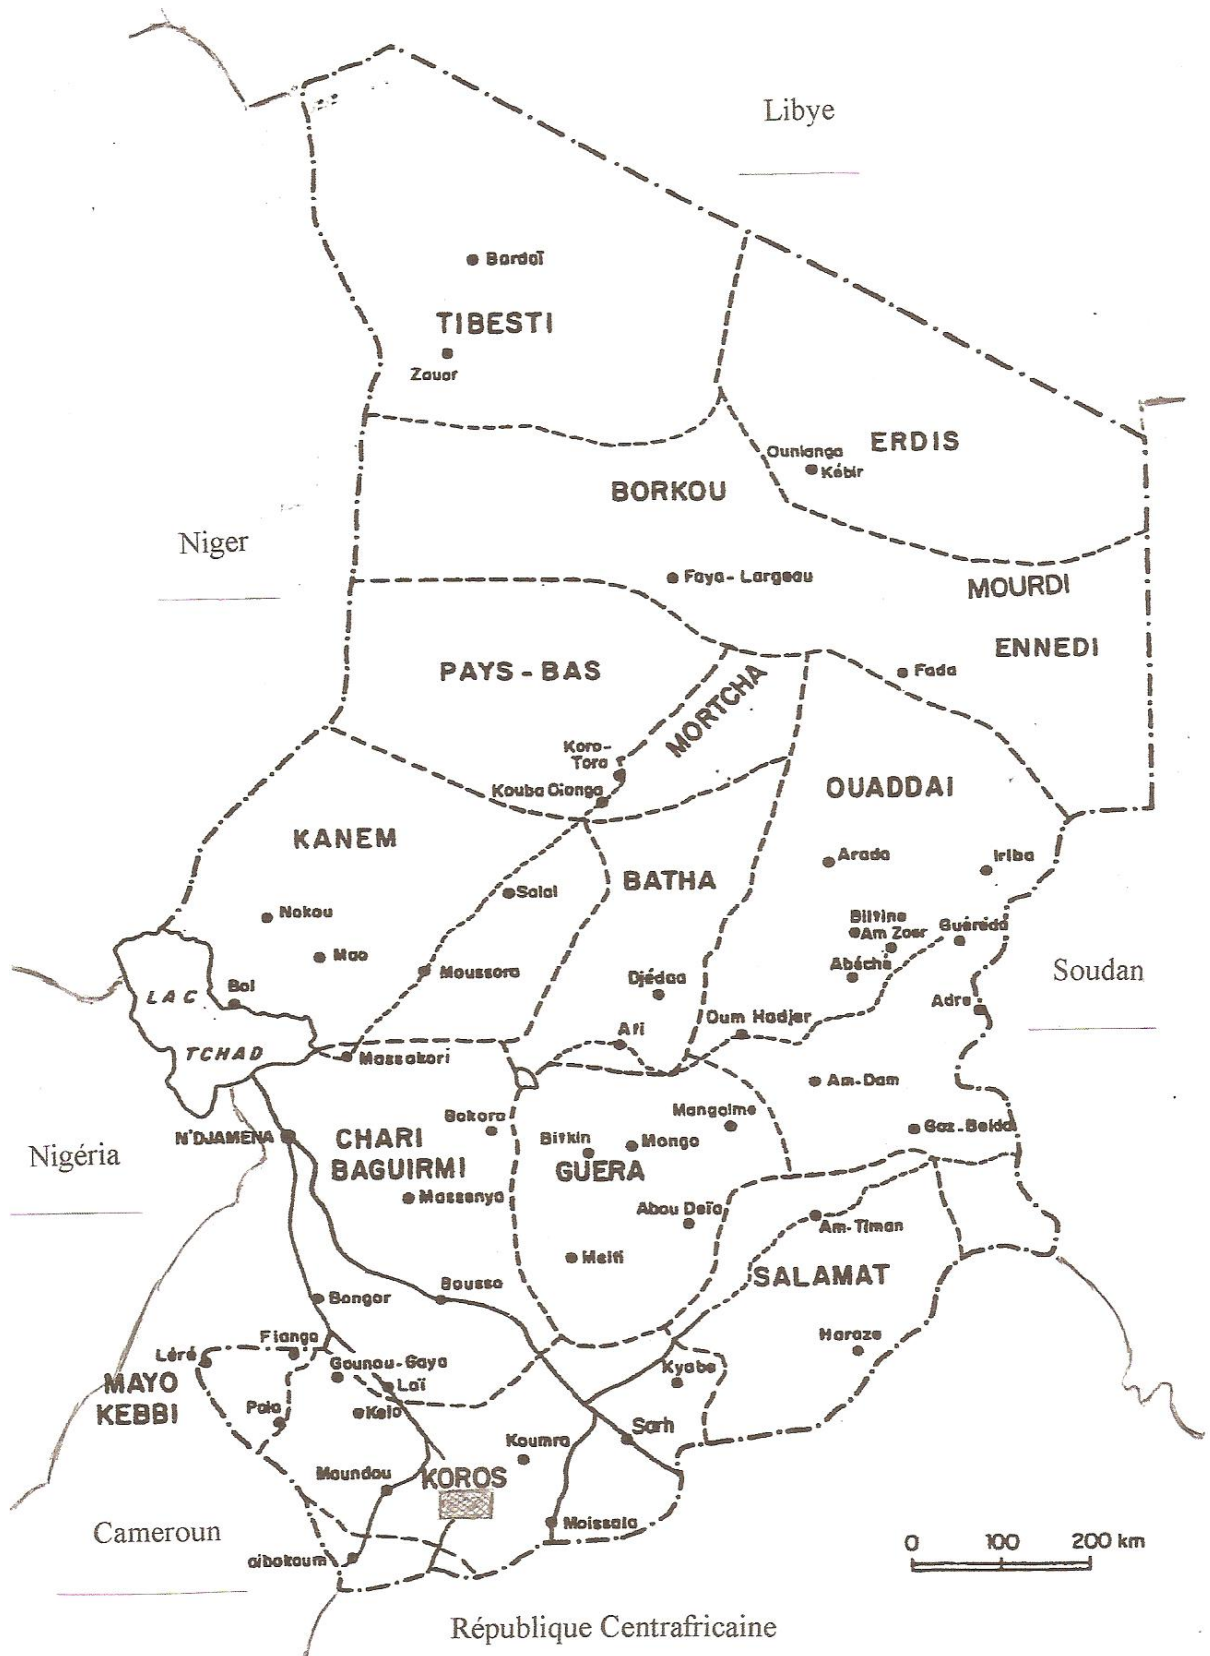 Libye
Bardaï
TIBESTI
Zouar
ERDIS
Ounianga
Kébir
BORKOU
Niger
Faya-Largeau
MOURDI
ENNEDI
PAYS-BAS
Fada
MORTCHA
Koro-
Toro
Kouba Olanga
OUADDAI
KANEM
Arada
Iriba
BATHA
Salal
Nokou
Biltine
Am Zoer
Guéréda
Mao
Moussoro
Abéché
Soudan
Djédaa
Bol
LAC
Adre
Oum Hadjer
Ati
TCHAD
Massakori
Am-Dam
Mangalme
Bokoro
Goz-Beida
N'DJAMENA
CHARI
BAGUIRMI
Bitkin
Mongo
Nigéria
GUERA
Massenya
Abou Deïa
Am-Timan
Melfi
SALAMAT
Bousso
Bongor
Haraze
Fianga
Léré
Gounou-Gaya
Kyabe
MAYO
KEBBI
Laï
Pala
Kelo
Sarh
Koumra
Moundou
KOROS
Moissala
Cameroun
aibokoum
0 100 200 km
République Centrafricaine